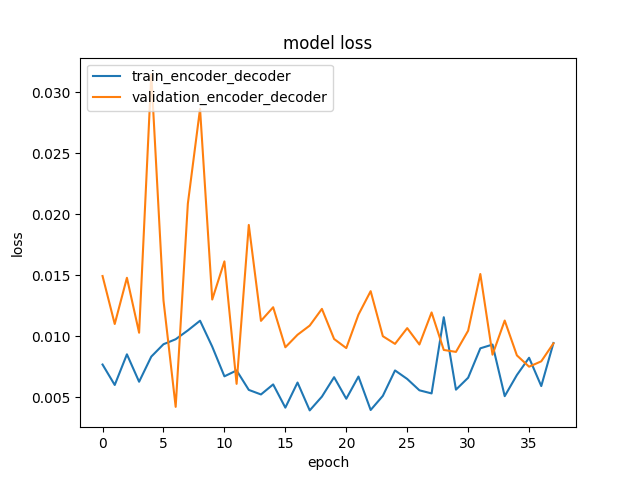 model loss
train_encoder_decoder
validation_encoder_decoder
0.030
0.025
0.020
0.015
0.010
0.005
loss
0 5 10 15 20 25 30 35
epoch